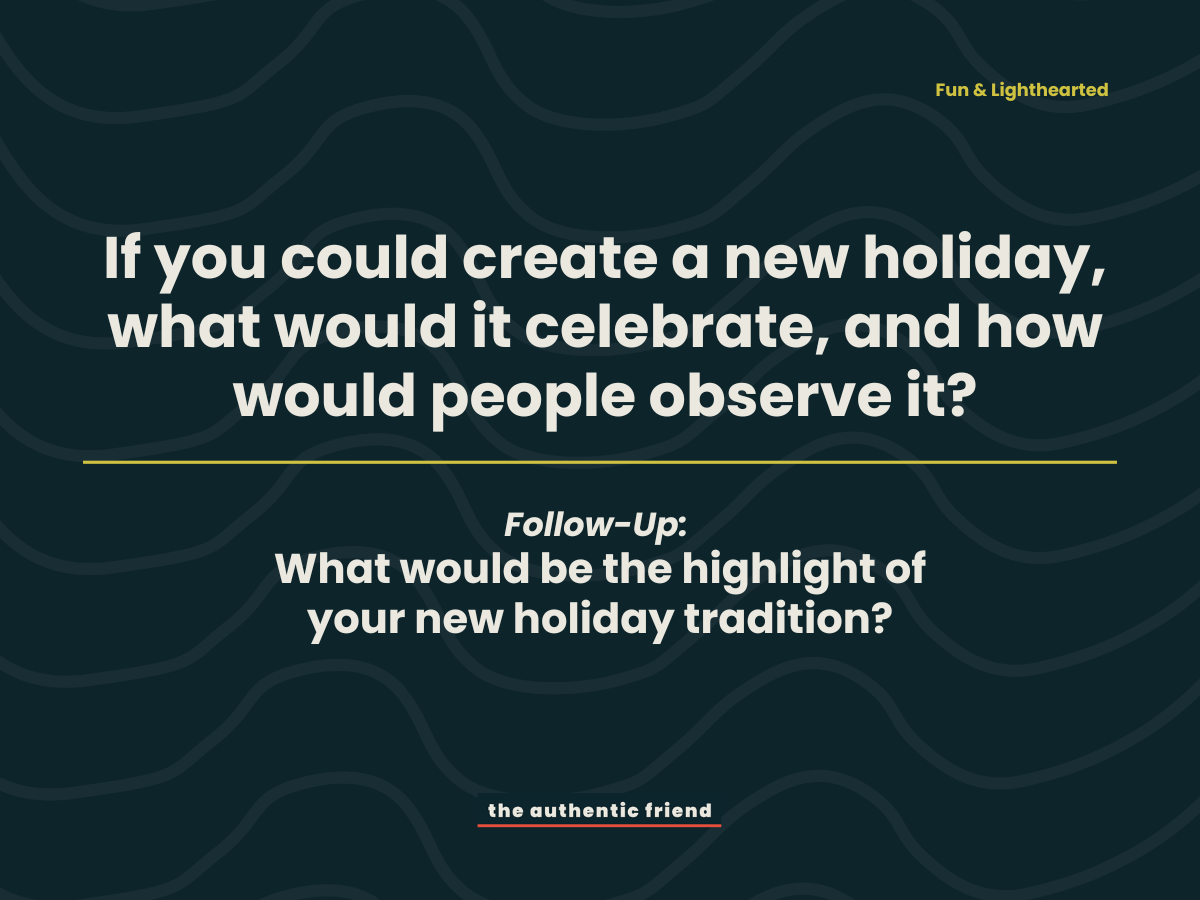 Fun & Lighthearted
If you could create a new holiday,
what would it celebrate, and how
would people observe it?
Follow-Up:
What would be the highlight of
your new holiday tradition?
the authentic friend